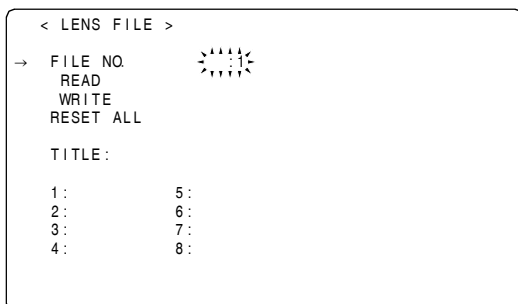 < LENS FILE >
→ FILE NO. :1
READ
WRITE
RESET ALL
TITLE:
1: 5:
2: 6:
3: 7:
4: 8: